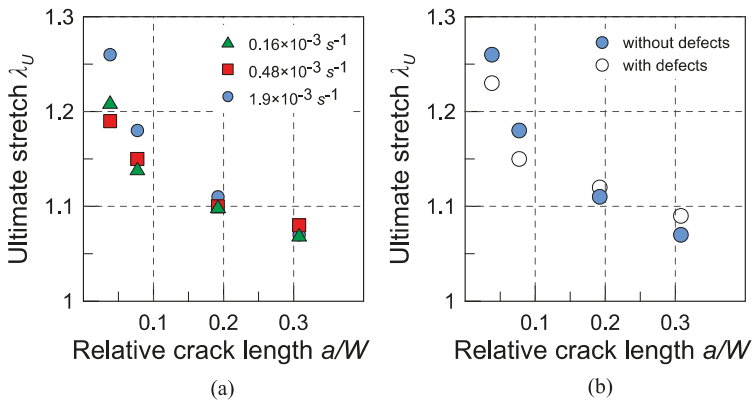 1.3
1.2
1.1
1
Ultimate stretch λU
0.16×10⁻³ s⁻¹
0.48×10⁻³ s⁻¹
1.9×10⁻³ s⁻¹
0.1 0.2 0.3
Relative crack length a/W
(a)
1.3
1.2
1.1
1
Ultimate stretch λU
without defects
with defects
0.1 0.2 0.3
Relative crack length a/W
(b)